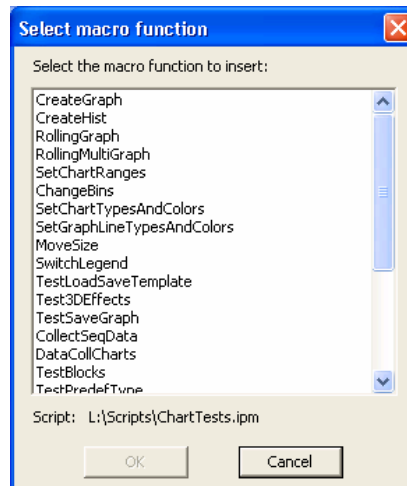 Select macro function
Select the macro function to insert:
CreateGraph
CreateHist
RollingGraph
RollingMultiGraph
SetChartRanges
ChangeBins
SetChartTypesAndColors
SetGraphLineTypesAndColors
MoveSize
SwitchLegend
TestLoadSaveTemplate
Test3DEffects
TestSaveGraph
CollectSeqData
DataCollCharts
TestBlocks
TestPredefType
Script: L:\Scripts\ChartTests.ipm
OK
Cancel